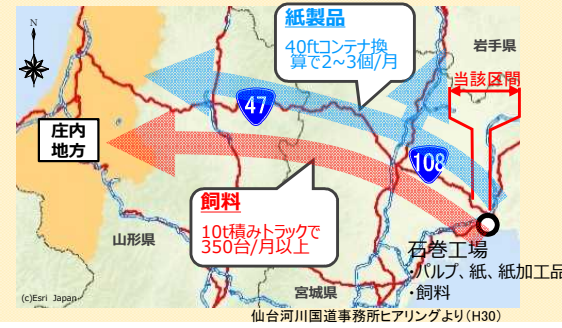 紙製品
40ftコンテナ換
算で2~3個/月
岩手県
当該区間
N
47
庄内
地方
108
飼料
10t積みトラックで
350台/月以上
山形県
石巻工場
・パルプ、紙、紙加工品
・飼料
宮城県
(c)Esri Japan
仙台河川国道事務所ヒアリングより(H30)